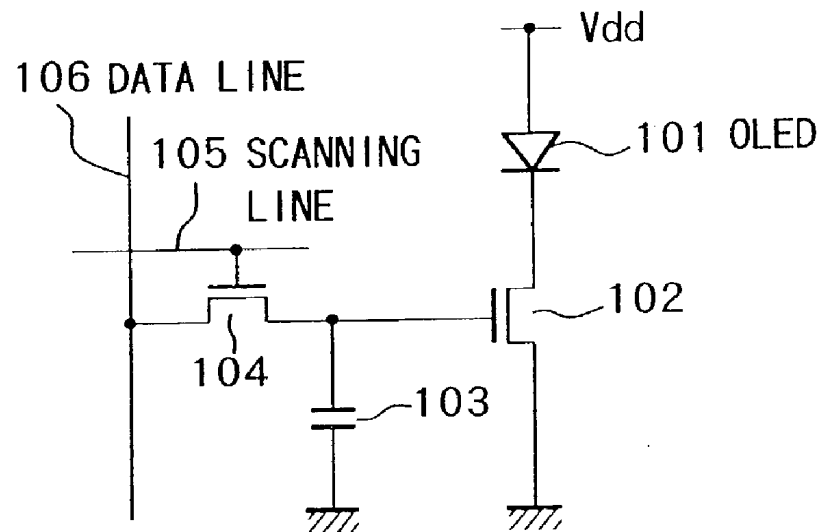 Vdd
106 DATA LINE
105 SCANNING
LINE
101 OLED
102
104
103